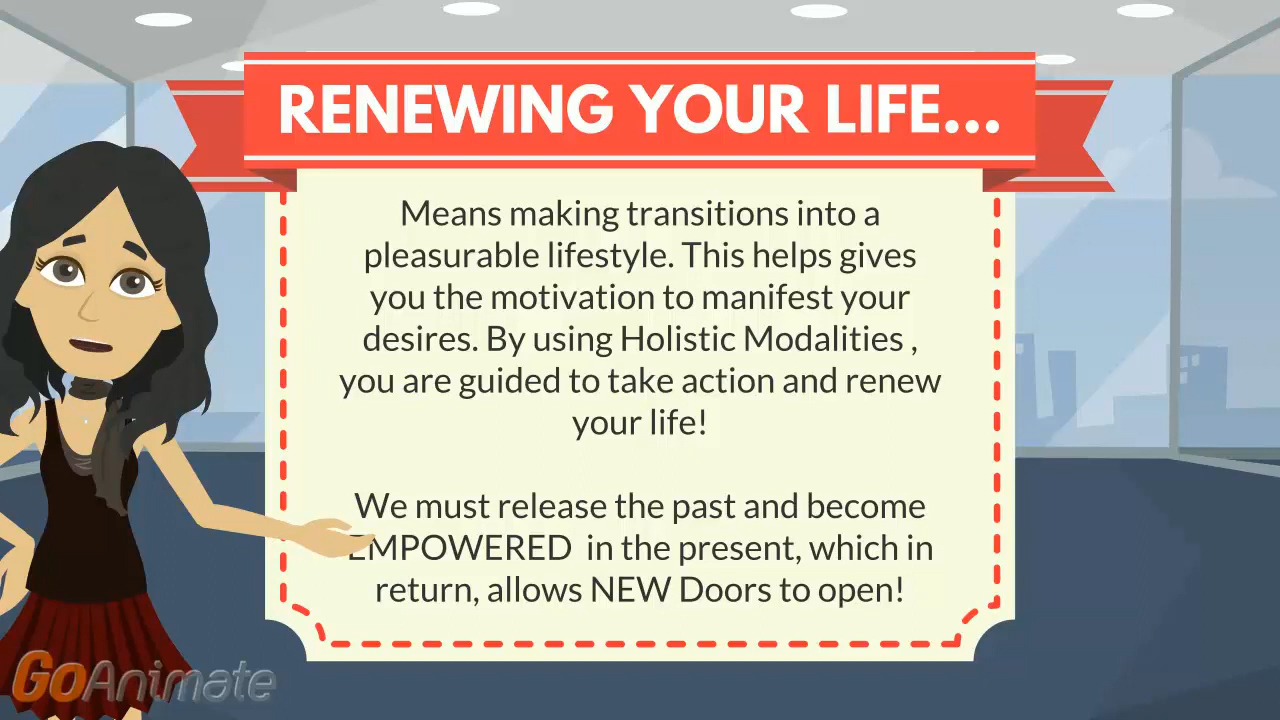 RENEWING YOUR LIFE...
Means making transitions into a
pleasurable lifestyle. This helps gives
you the motivation to manifest your
desires. By using Holistic Modalities ,
you are guided to take action and renew
your life!
We must release the past and become
EMPOWERED in the present, which in
return, allows NEW Doors to open!
GoAnimate